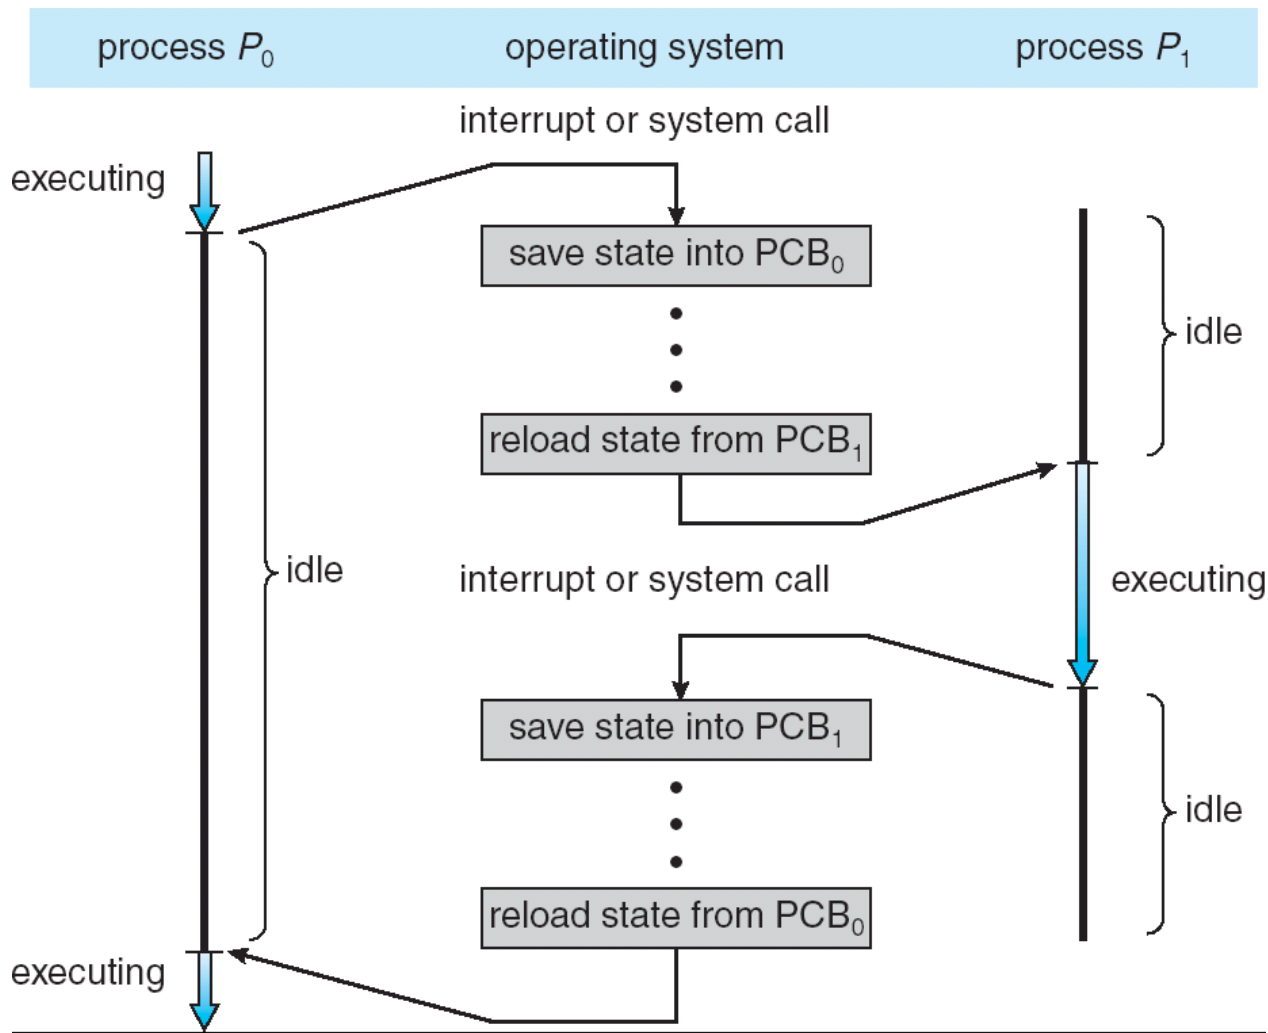 process P0 operating system process P1
interrupt or system call
executing
save state into PCB0
idle
reload state from PCB1
idle
interrupt or system call
executing
save state into PCB1
idle
reload state from PCB0
executing